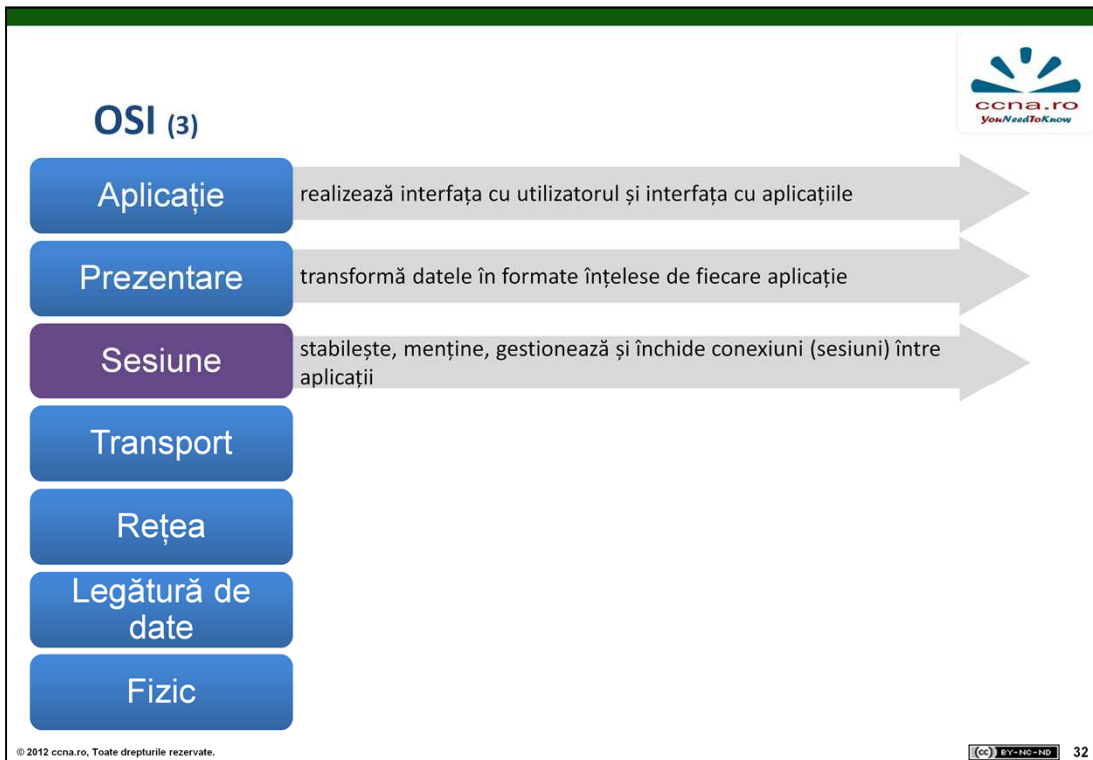 ccna.ro
YouNeedToKnow
OSI (3)
Aplicație
realizează interfața cu utilizatorul și interfața cu aplicațiile
Prezentare
transformă datele în formate înțelese de fiecare aplicație
Sesiune
stabilește, menține, gestionează și închide conexiuni (sesiuni) între
aplicații
Transport
Rețea
Legătură de
date
Fizic
© 2012 ccna.ro, Toate drepturile rezervate.
(cc) BY-NC-ND 32